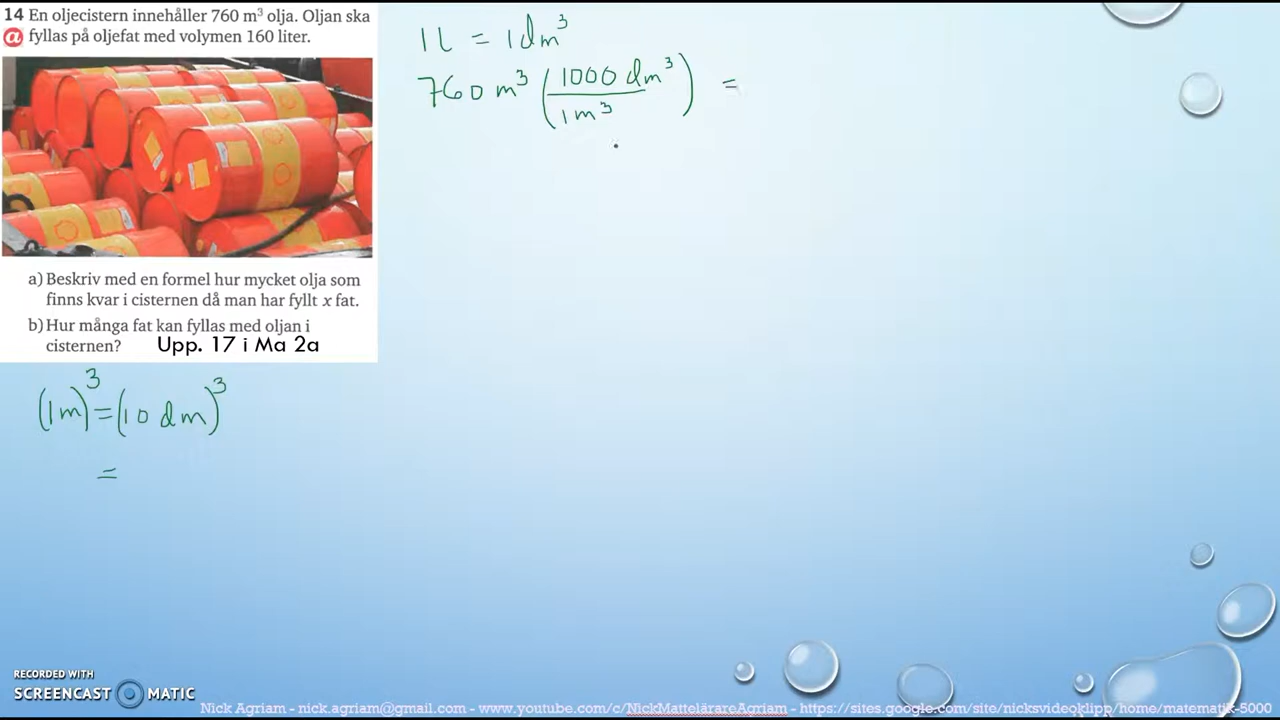 14 En oljecistern innehåller 760 m³ olja. Oljan ska
a fyllas på oljefat med volymen 160 liter.
a) Beskriv med en formel hur mycket olja som
finns kvar i cisternen då man har fyllt x fat.
b) Hur många fat kan fyllas med oljan i
cisternen? Upp. 17 i Ma 2a
1L = 1dm³
760 m³ (1000 dm³ / 1m³) =
(1m)³ = (10 dm)³
=
RECORDED WITH
SCREENCAST MATIC
Nick Agriam - nick.agriam@gmail.com - www.youtube.com/c/NickMattelärareAgriam - https://sites.google.com/site/nicksvideoklipp/home/matematik-5000